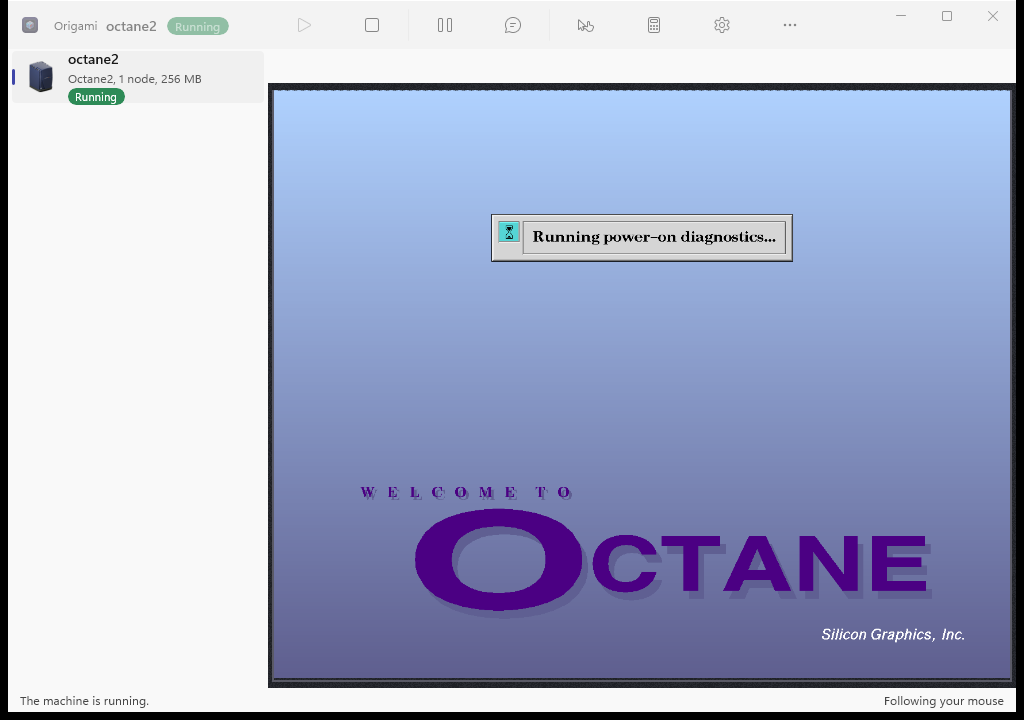 Origami octane2 Running
octane2
Octane2, 1 node, 256 MB
Running
Running power-on diagnostics...
WELCOME TO
OCTANE
Silicon Graphics, Inc.
The machine is running.
Following your mouse